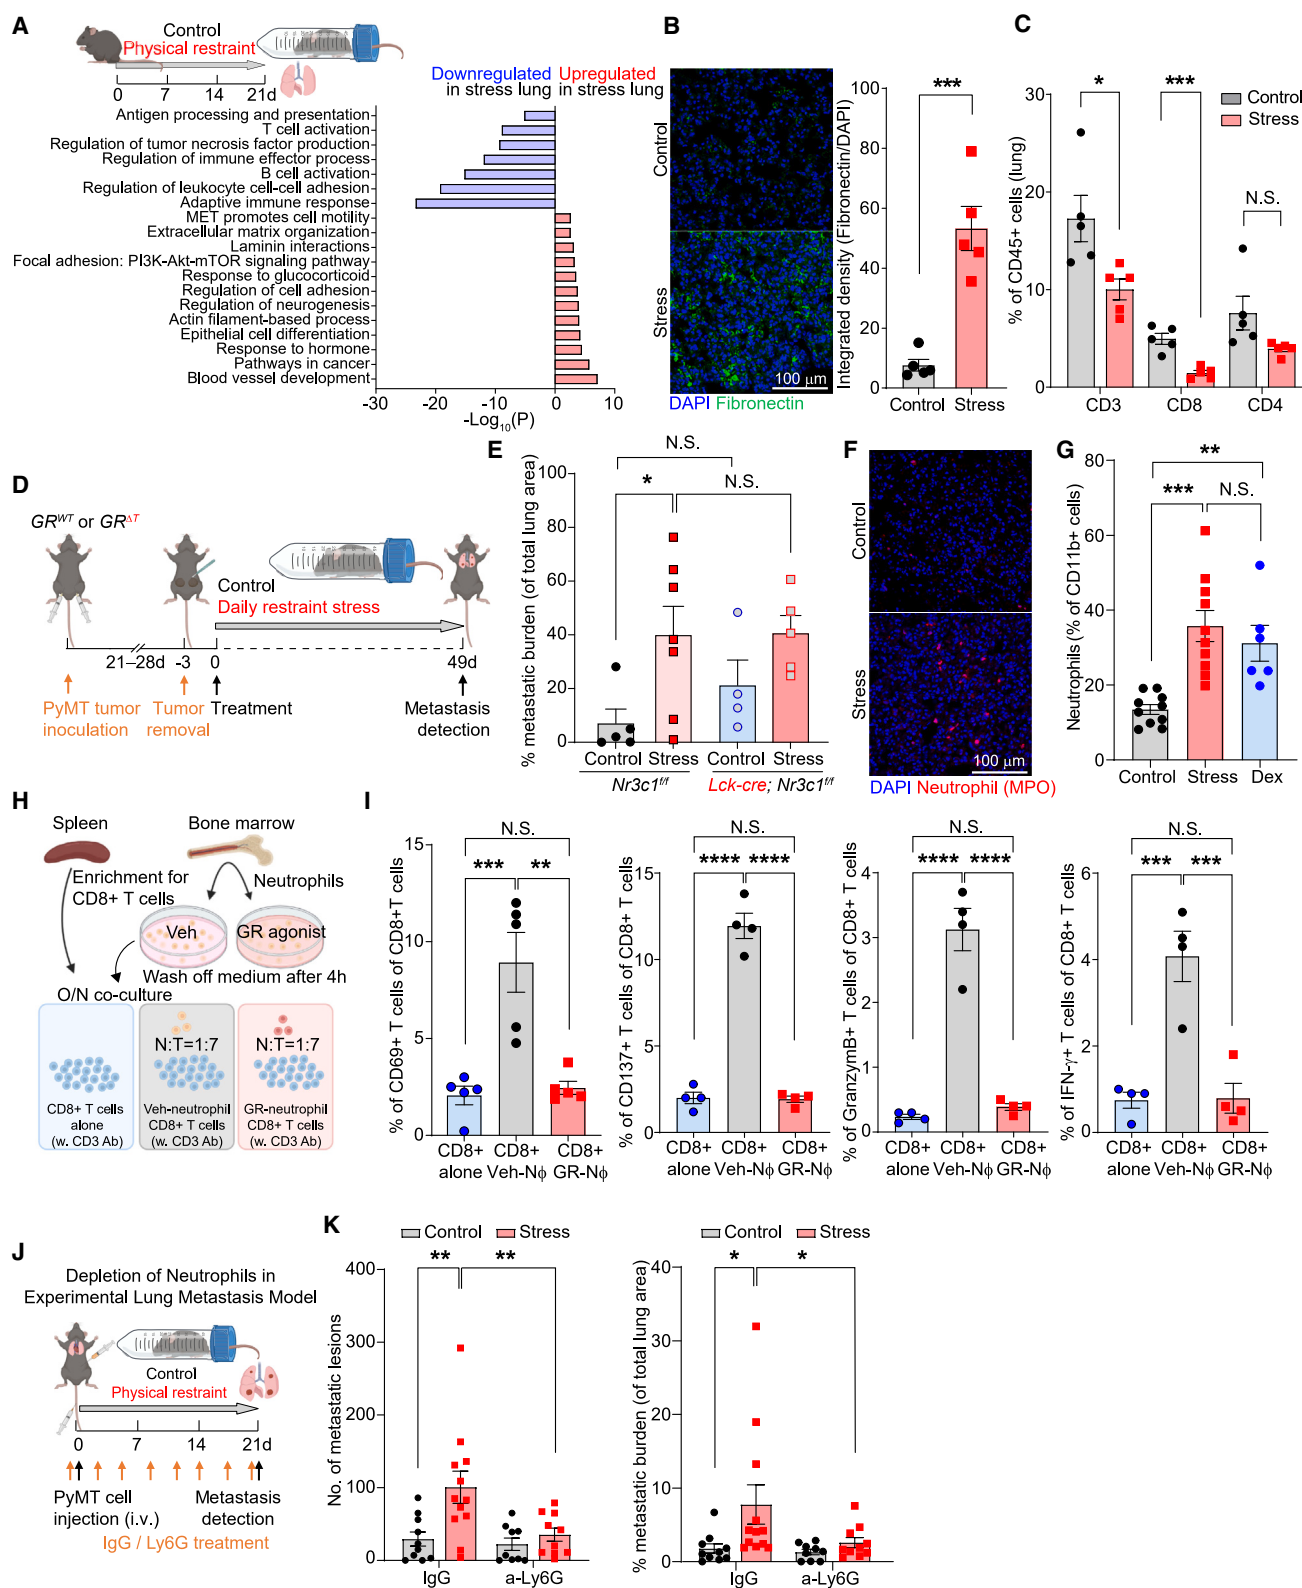 A
Control
Physical restraint
0 7 14 21d
Downregulated
in stress lung
Upregulated
in stress lung
Antigen processing and presentation
T cell activation
Regulation of tumor necrosis factor production
Regulation of immune effector process
B cell activation
Regulation of leukocyte cell-cell adhesion
Adaptive immune response
MET promotes cell motility
Extracellular matrix organization
Laminin interactions
Focal adhesion: PI3K-Akt-mTOR signaling pathway
Response to glucocorticoid
Regulation of cell adhesion
Regulation of neurogenesis
Actin filament-based process
Epithelial cell differentiation
Response to hormone
Pathways in cancer
Blood vessel development
-30 -20 -10 0 10
-Log10(P)
B
Control
Stress
100 μm
DAPI Fibronectin
Integrated density (Fibronectin/DAPI)
100
80
60
40
20
0
***
Control Stress
C
% of CD45+ cells (lung)
30
20
10
0
* *** N.S.
Control
Stress
CD3 CD8 CD4
D
GRWT or GRΔT
Control
Daily restraint stress
21–28d -3 0 49d
PyMT tumor
inoculation
Tumor
removal
Treatment
Metastasis
detection
E
% metastatic burden (of total lung area)
100
80
60
40
20
0
N.S.
* N.S.
Control Stress Control Stress
Nr3c1f/f Lck-cre; Nr3c1f/f
F
Control
Stress
100 μm
DAPI Neutrophil (MPO)
G
Neutrophils (% of CD11b+ cells)
80
60
40
20
0
**
*** N.S.
Control Stress Dex
H
Spleen
Bone marrow
Enrichment for
CD8+ T cells
Neutrophils
Veh GR agonist
Wash off medium after 4h
O/N co-culture
N:T=1:7 N:T=1:7
CD8+ T cells
alone
(w. CD3 Ab)
Veh-neutrophil
CD8+ T cells
(w. CD3 Ab)
GR-neutrophil
CD8+ T cells
(w. CD3 Ab)
I
% of CD69+ T cells of CD8+T cells
15
10
5
0
N.S.
*** **
CD8+ CD8+ CD8+
alone Veh-Nϕ GR-Nϕ
% of CD137+ T cells of CD8+ T cells
15
10
5
0
N.S.
**** ****
CD8+ CD8+ CD8+
alone Veh-Nϕ GR-Nϕ
% of GranzymB+ T cells of CD8+ T cells
4
3
2
1
0
N.S.
**** ****
CD8+ CD8+ CD8+
alone Veh-Nϕ GR-Nϕ
% of IFN-γ+ T cells of CD8+ T cells
6
4
2
0
N.S.
*** ***
CD8+ CD8+ CD8+
alone Veh-Nϕ GR-Nϕ
J
Depletion of Neutrophils in
Experimental Lung Metastasis Model
Control
Physical restraint
0 7 14 21d
PyMT cell
injection (i.v.)
Metastasis
detection
IgG / Ly6G treatment
K
Control Stress
No. of metastatic lesions
400
300
200
100
0
** **
IgG a-Ly6G
Control Stress
% metastatic burden (of total lung area)
40
30
20
10
0
* *
IgG a-Ly6G